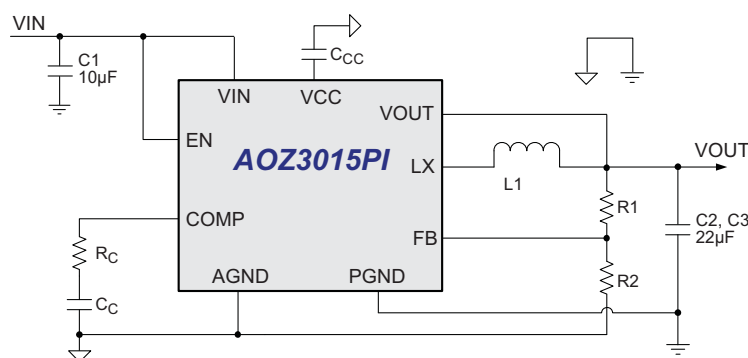 VIN
C1
10µF
CCC
VIN
VCC
VOUT
EN
AOZ3015PI
LX
L1
VOUT
R1
C2, C3
22µF
COMP
FB
RC
R2
AGND
PGND
CC